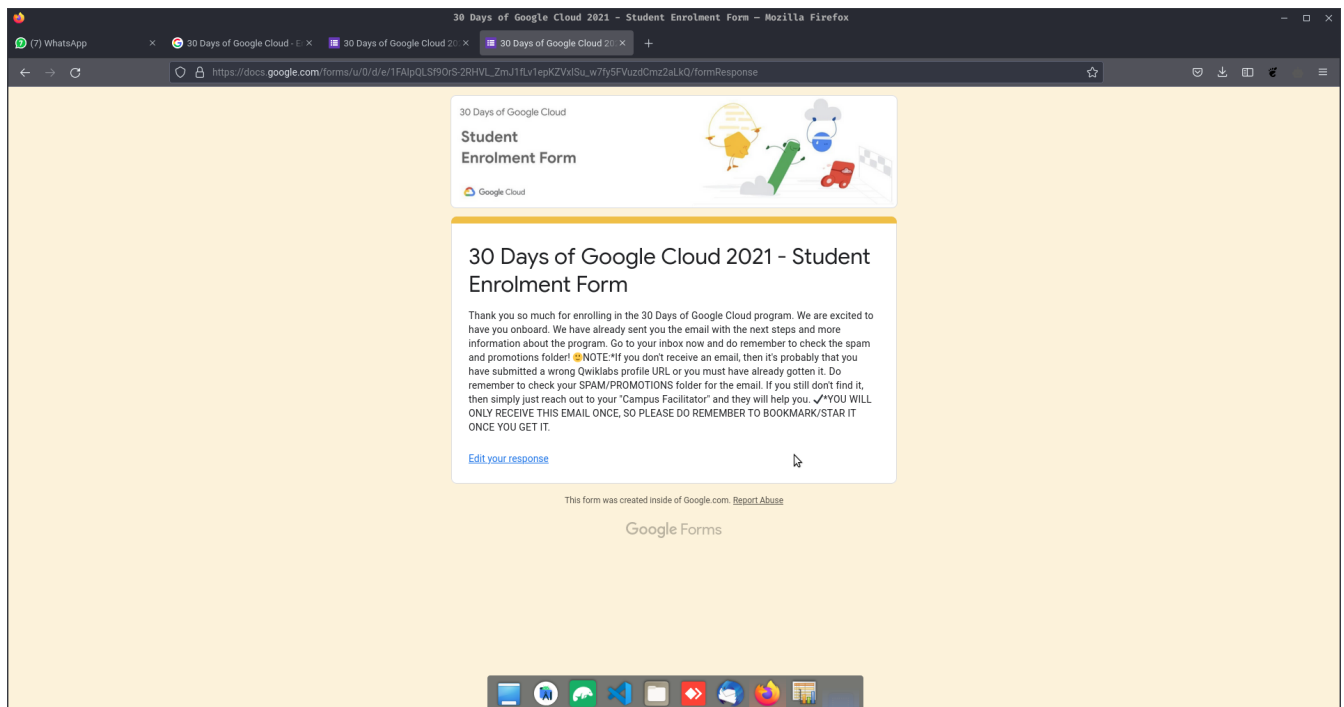 30 Days of Google Cloud 2021 - Student Enrolment Form — Mozilla Firefox
(7) WhatsApp
30 Days of Google Cloud - E
30 Days of Google Cloud 20
30 Days of Google Cloud 20
https://docs.google.com/forms/u/0/d/e/1FAIpQLSf9OrS-2RHVL_ZmJ1fLv1epKZVxISu_w7fy5FVuzdCmz2aLkQ/formResponse
30 Days of Google Cloud
Student
Enrolment Form
Google Cloud
30 Days of Google Cloud 2021 - Student
Enrolment Form
Thank you so much for enrolling in the 30 Days of Google Cloud program. We are excited to
have you onboard. We have already sent you the email with the next steps and more
information about the program. Go to your inbox now and do remember to check the spam
and promotions folder! 🙂NOTE:*If you don't receive an email, then it's probably that you
have submitted a wrong Qwiklabs profile URL or you must have already gotten it. Do
remember to check your SPAM/PROMOTIONS folder for the email. If you still don't find it,
then simply just reach out to your "Campus Facilitator" and they will help you. ✔*YOU WILL
ONLY RECEIVE THIS EMAIL ONCE, SO PLEASE DO REMEMBER TO BOOKMARK/STAR IT
ONCE YOU GET IT.
Edit your response
This form was created inside of Google.com. Report Abuse
Google Forms